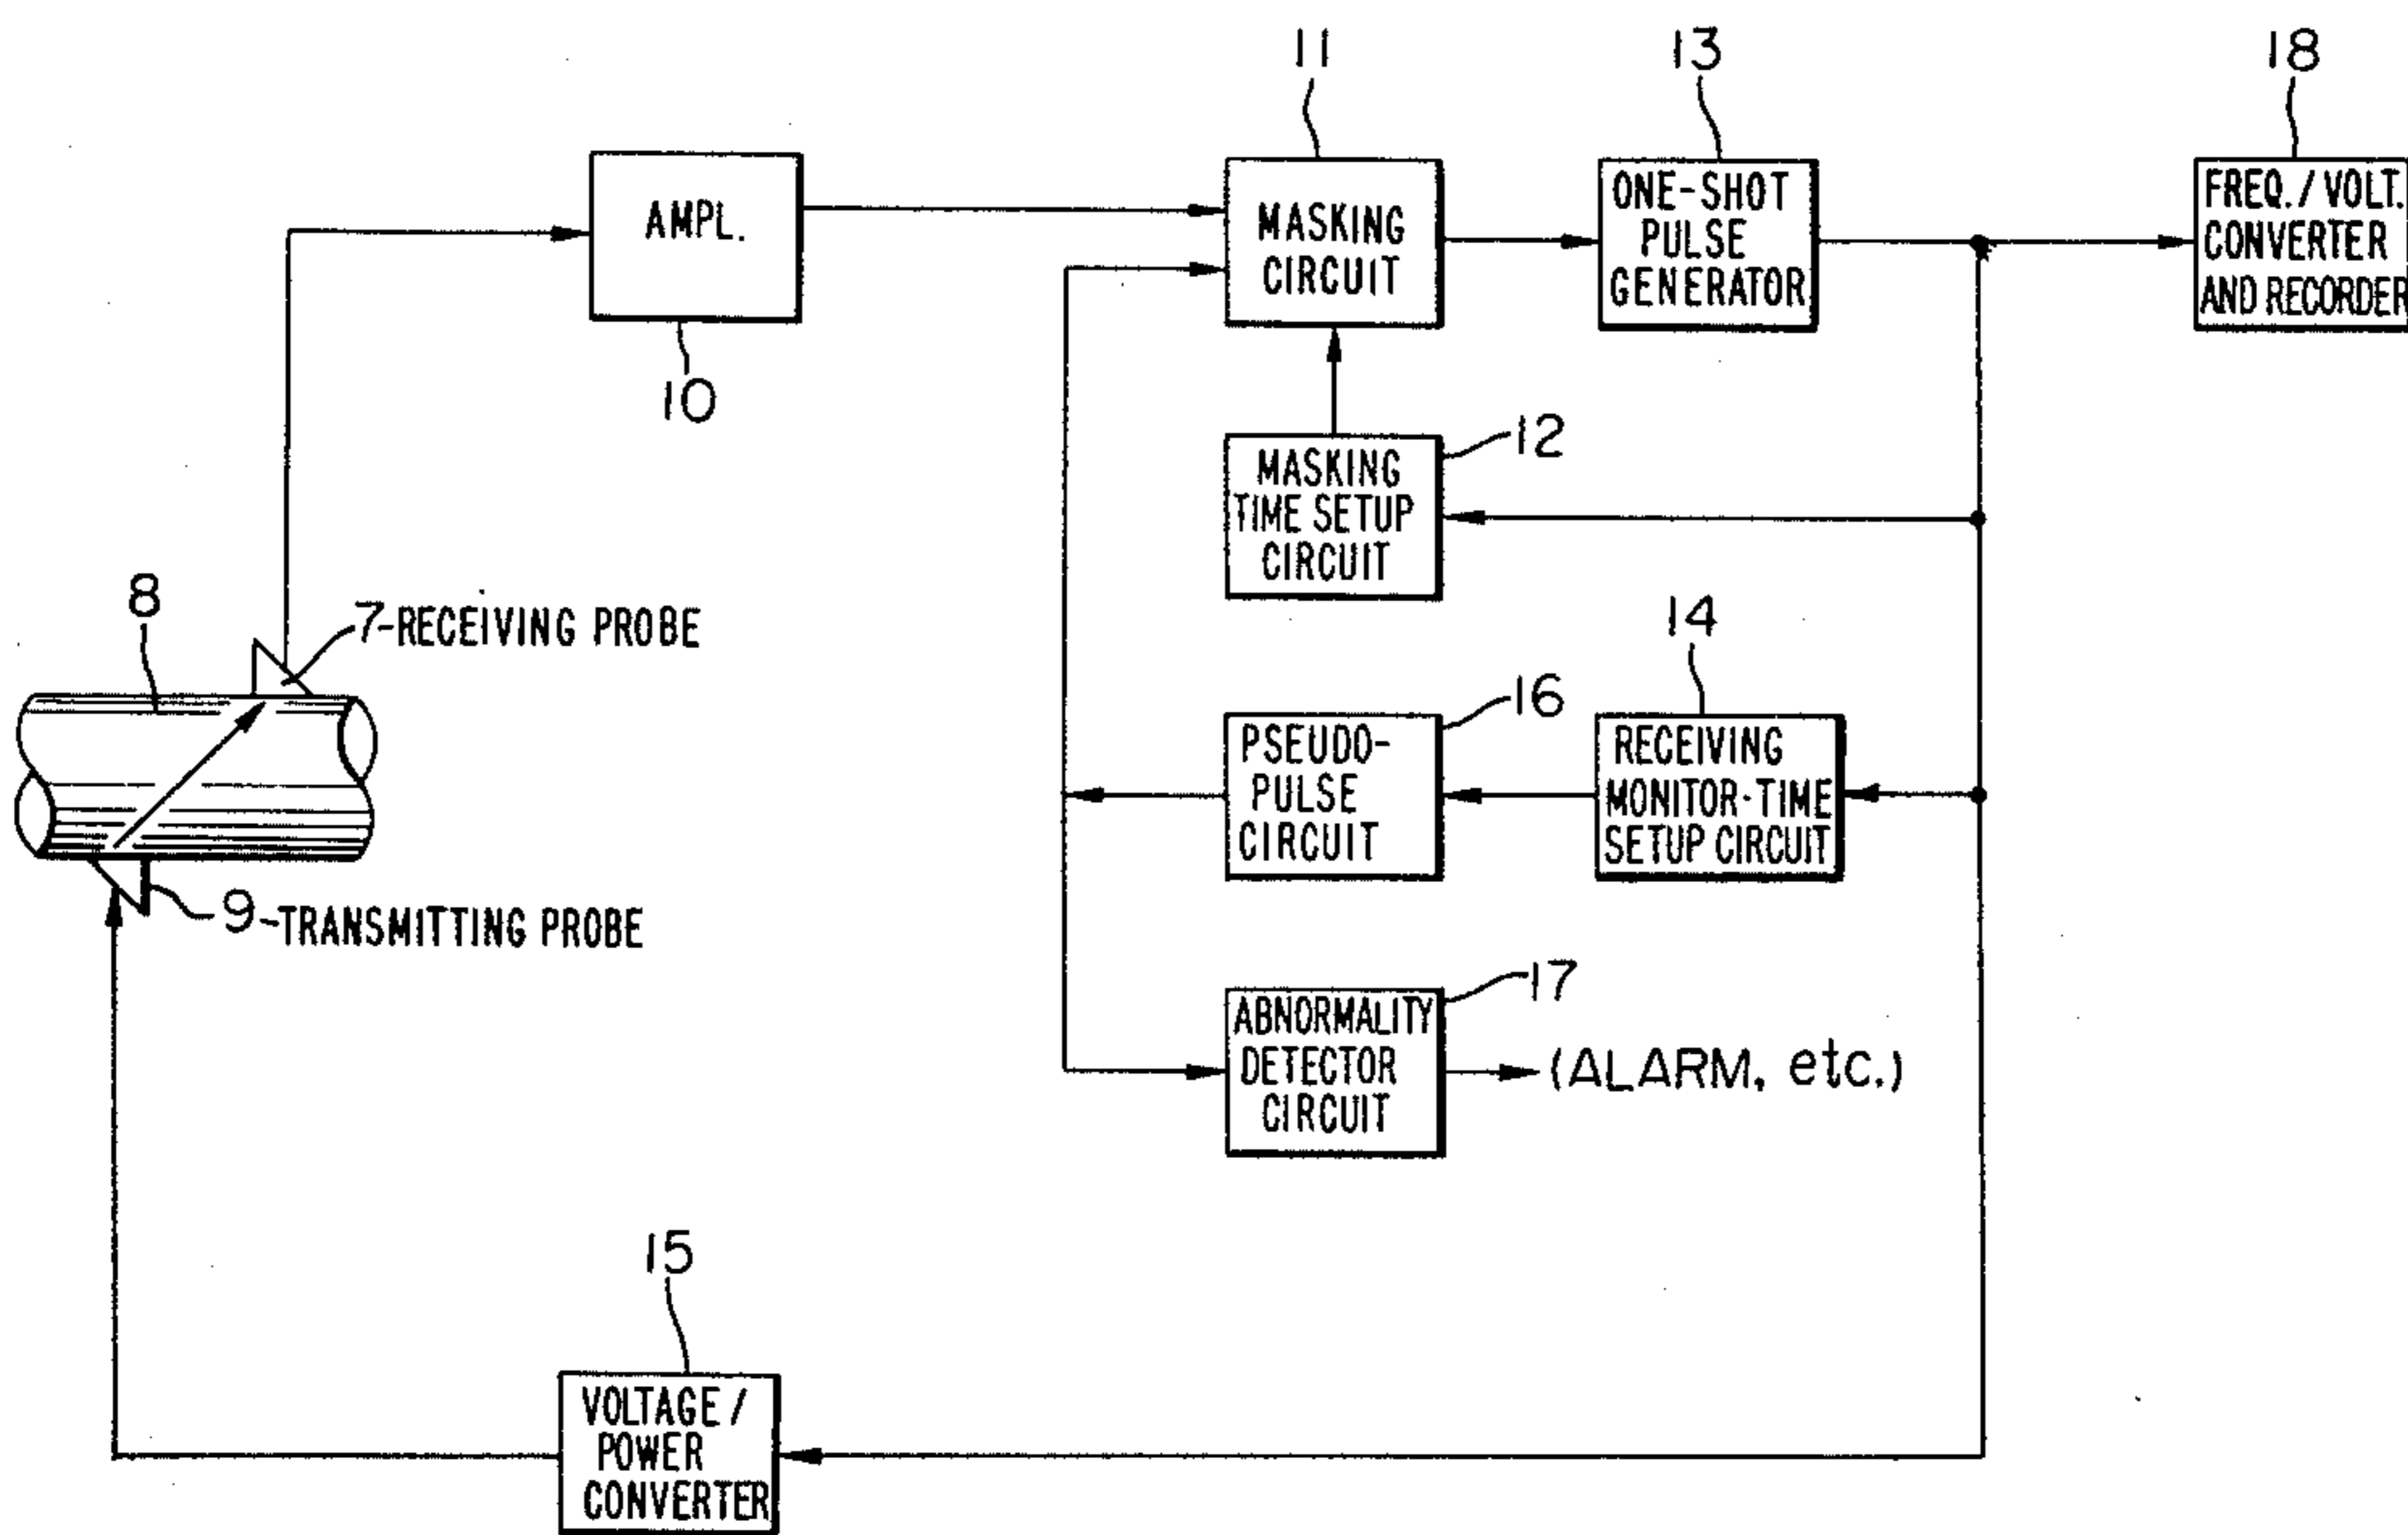 11
13
18
AMPL.
10
MASKING
CIRCUIT
ONE-SHOT
PULSE
GENERATOR
FREQ./VOLT.
CONVERTER
AND RECORDER
12
MASKING
TIME SETUP
CIRCUIT
8
7-RECEIVING PROBE
14
16
PSEUDO-
PULSE
CIRCUIT
RECEIVING
MONITOR-TIME
SETUP CIRCUIT
9-TRANSMITTING PROBE
17
ABNORMALITY
DETECTOR
CIRCUIT
(ALARM, etc.)
15
VOLTAGE/
POWER
CONVERTER